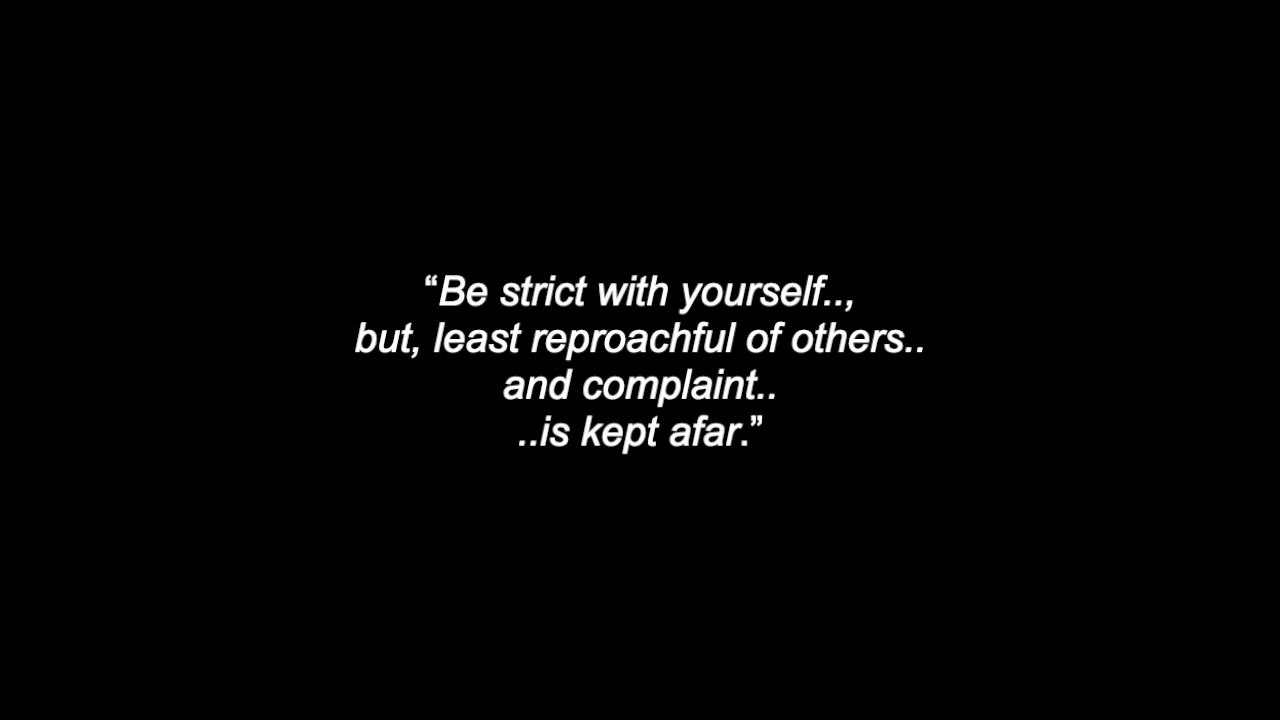 “Be strict with yourself..,
but, least reproachful of others..
and complaint..
..is kept afar.”